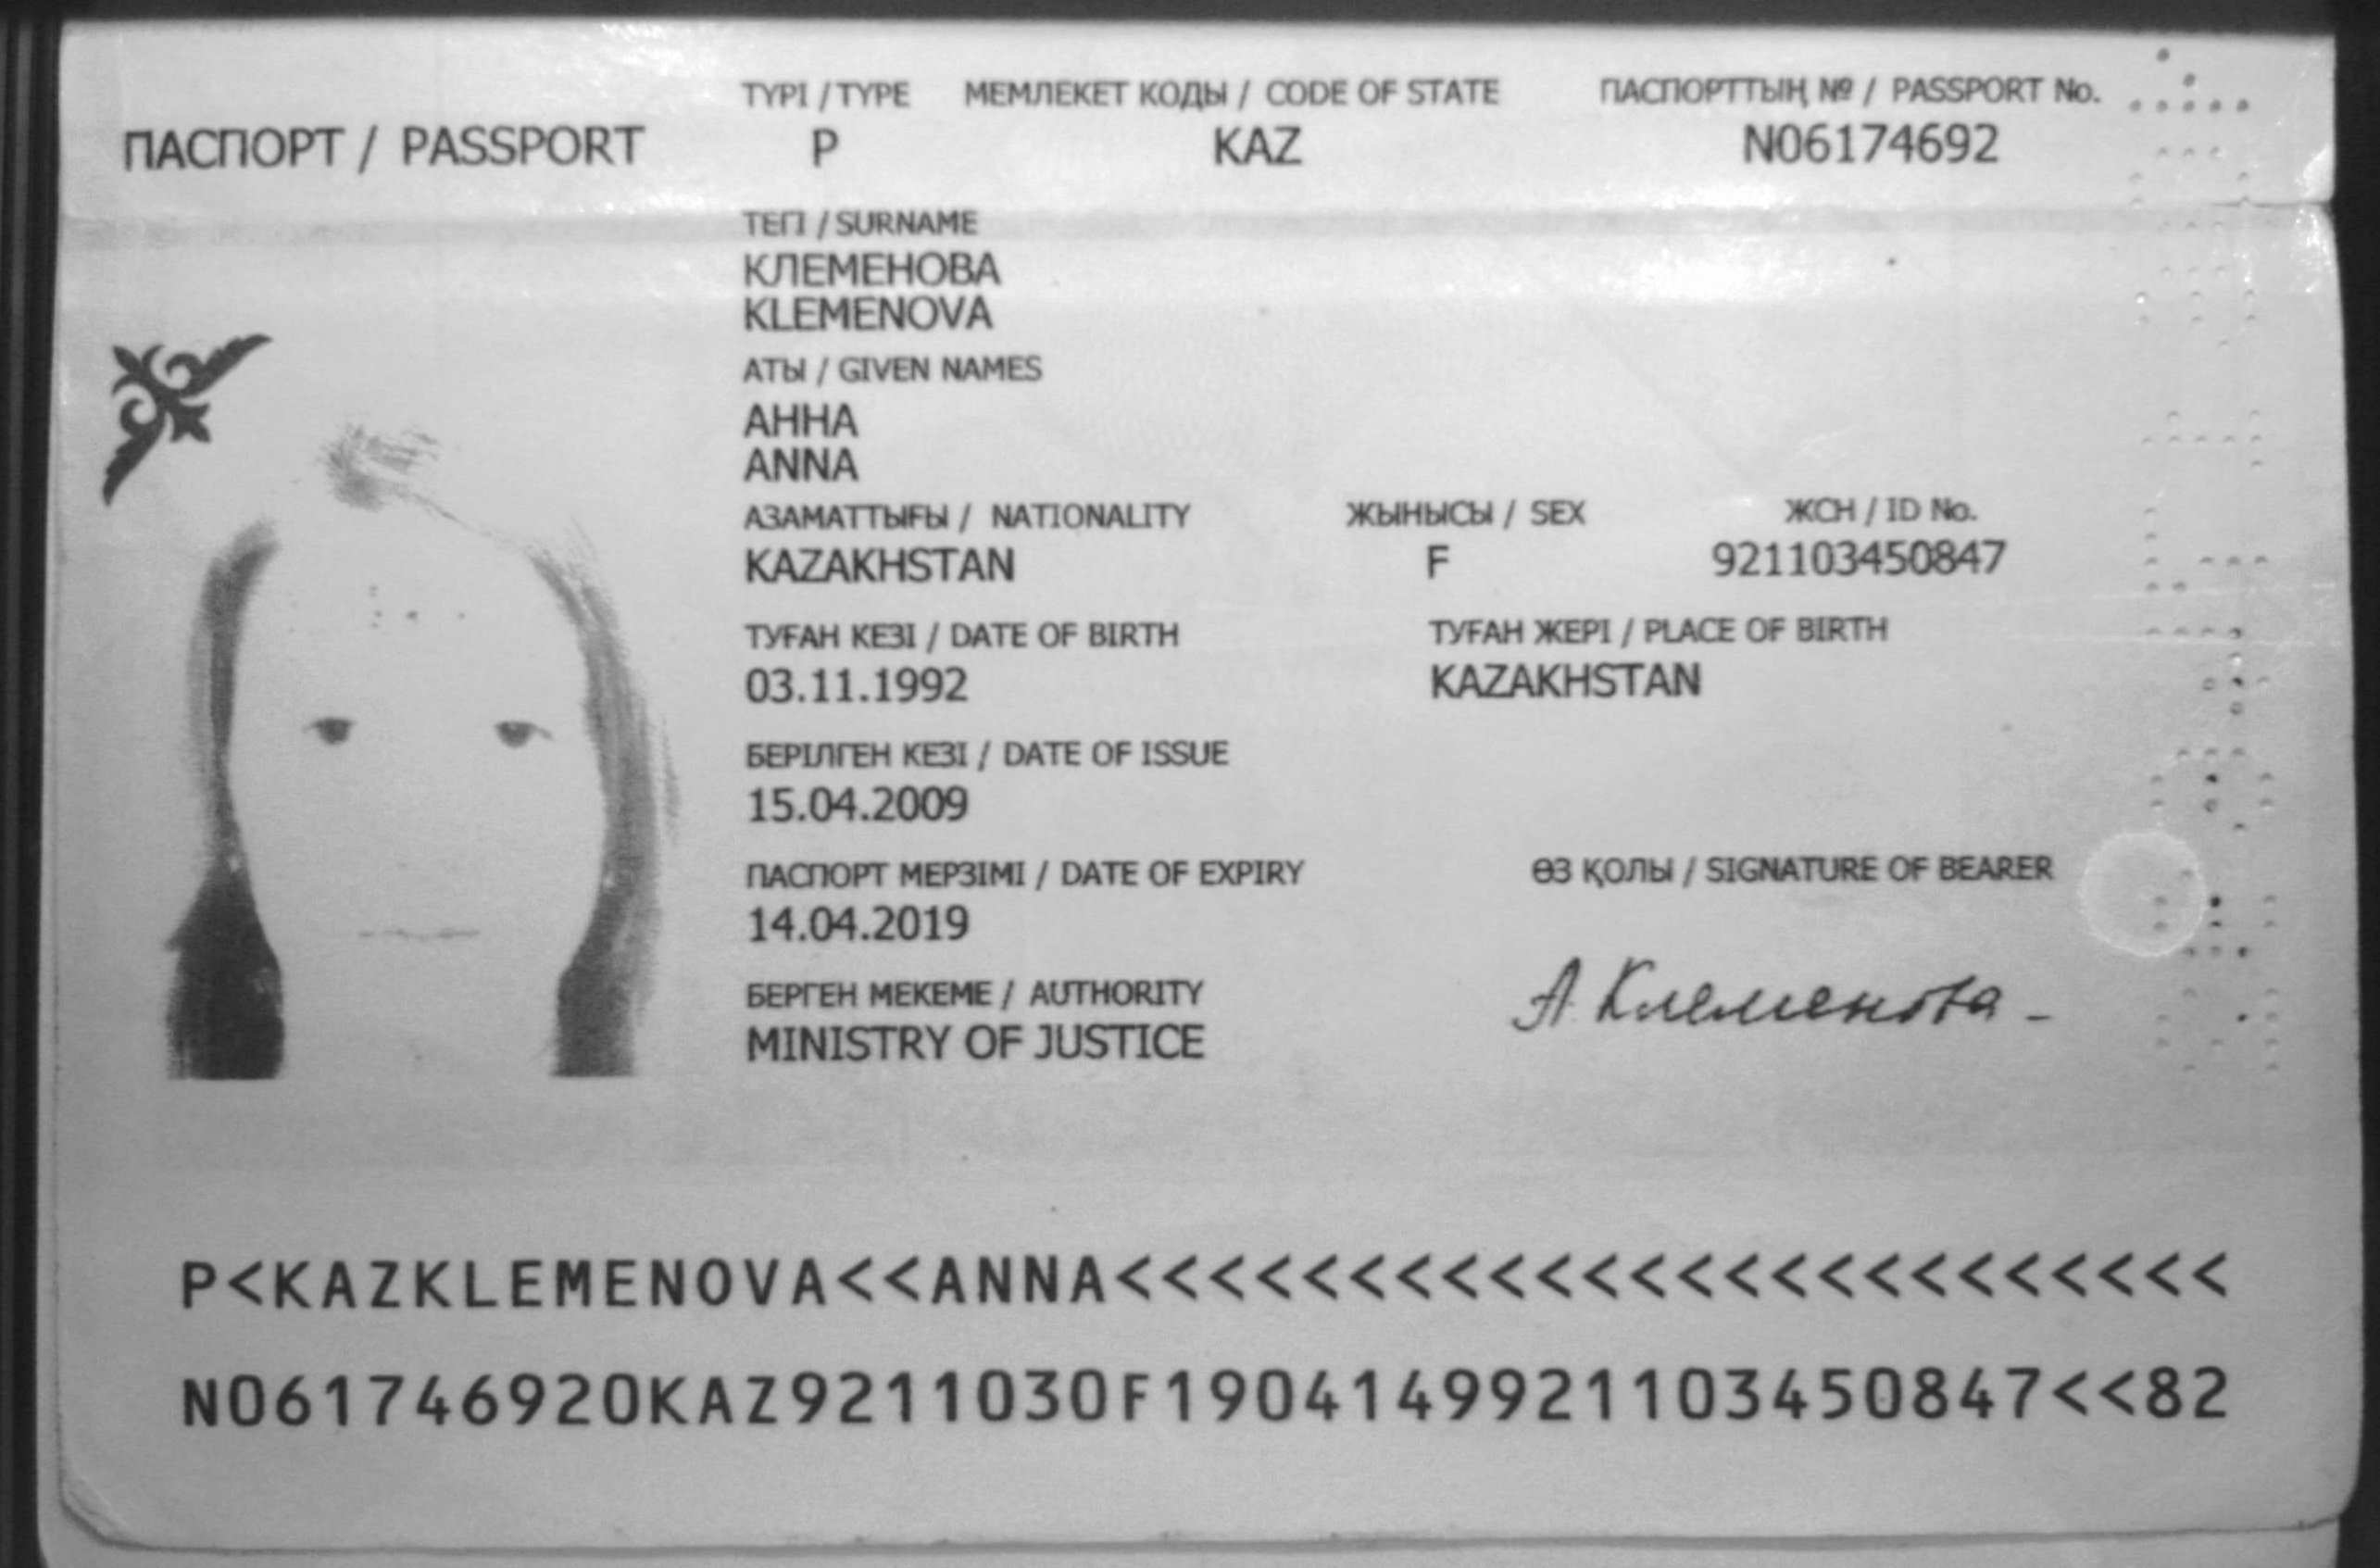 ТҮРІ / TYPE МЕМЛЕКЕТ КОДЫ / CODE OF STATE ПАСПОРТТЫҢ № / PASSPORT No.
ПАСПОРТ / PASSPORT P KAZ N06174692
ТЕГІ / SURNAME
КЛЕМЕНОВА
KLEMENOVA
АТЫ / GIVEN NAMES
АННА
ANNA
АЗАМАТТЫҒЫ / NATIONALITY ЖЫНЫСЫ / SEX ЖСН / ID No.
KAZAKHSTAN F 921103450847
ТУҒАН КЕЗІ / DATE OF BIRTH ТУҒАН ЖЕРІ / PLACE OF BIRTH
03.11.1992 KAZAKHSTAN
БЕРІЛГЕН КЕЗІ / DATE OF ISSUE
15.04.2009
ПАСПОРТ МЕРЗІМІ / DATE OF EXPIRY ӨЗ ҚОЛЫ / SIGNATURE OF BEARER
14.04.2019
А. Клеменова
БЕРГЕН МЕКЕМЕ / AUTHORITY
MINISTRY OF JUSTICE
P<KAZKLEMENOVA<<ANNA<<<<<<<<<<<<<<<<<<<<<<<<
N061746920KAZ9211030F1904149921103450847<<82